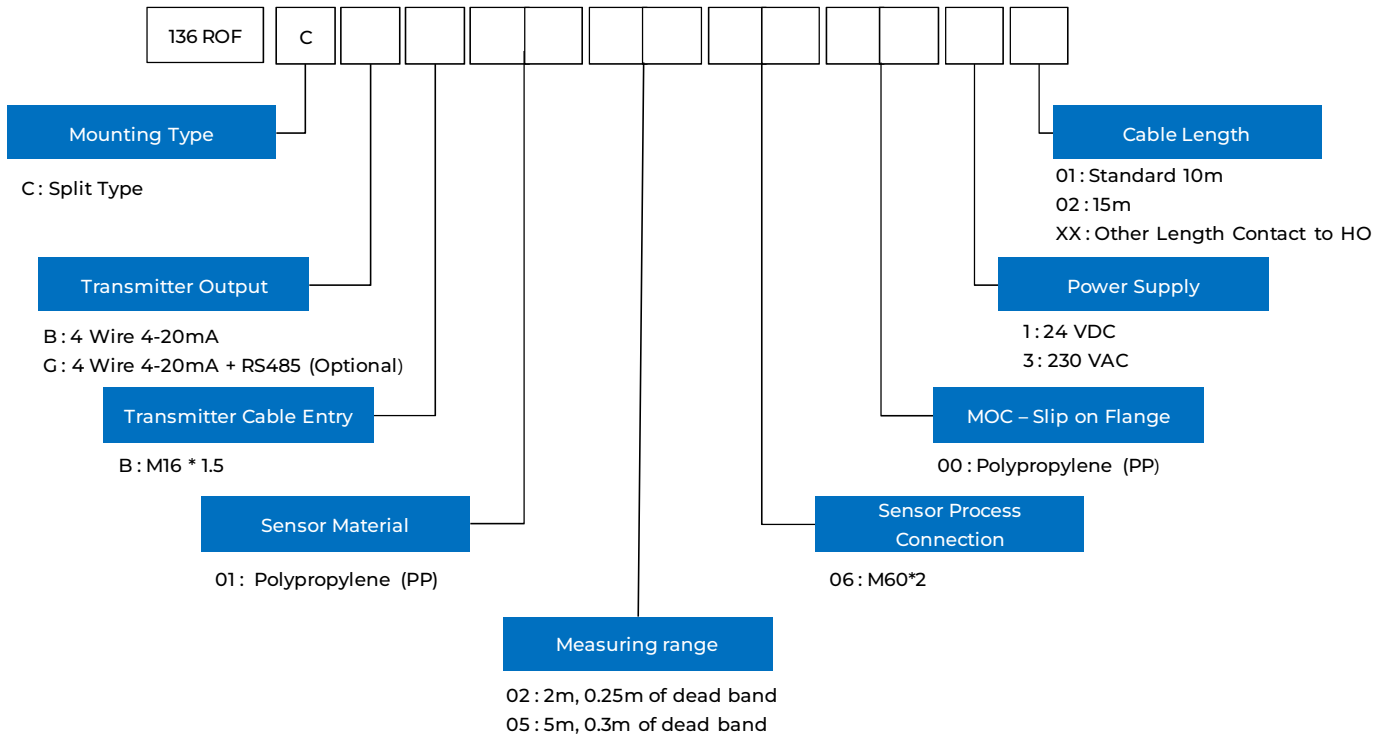 136 ROF
C
Mounting Type
C : Split Type
Transmitter Output
B : 4 Wire 4-20mA
G : 4 Wire 4-20mA + RS485 (Optional)
Transmitter Cable Entry
B : M16 * 1.5
Sensor Material
01 : Polypropylene (PP)
Measuring range
02 : 2m, 0.25m of dead band
05 : 5m, 0.3m of dead band
Sensor Process
Connection
06 : M60*2
MOC – Slip on Flange
00 : Polypropylene (PP)
Power Supply
1 : 24 VDC
3 : 230 VAC
Cable Length
01 : Standard 10m
02 : 15m
XX : Other Length Contact to HO